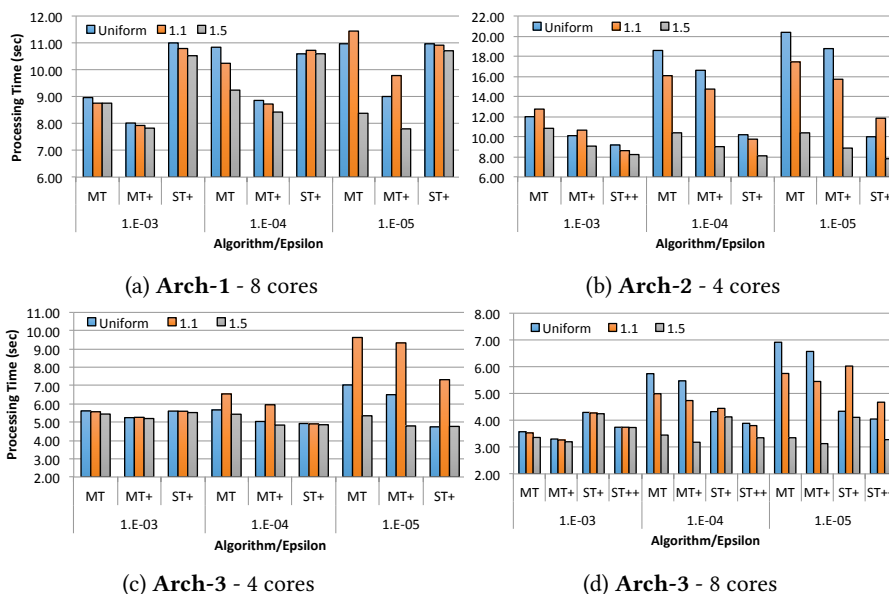 Uniform 1.1 1.5
Processing Time (sec)
12.00
11.00
10.00
9.00
8.00
7.00
6.00
MT MT+ ST+ MT MT+ ST+ MT MT+ ST+
1.E-03 1.E-04 1.E-05
Algorithm/Epsilon
(a) Arch-1 - 8 cores
Uniform 1.1 1.5
22.00
20.00
18.00
16.00
14.00
12.00
10.00
8.00
6.00
MT MT+ ST++ MT MT+ ST+ MT MT+ ST+
1.E-03 1.E-04 1.E-05
Algorithm/Epsilon
(b) Arch-2 - 4 cores
Uniform 1.1 1.5
Processing Time (sec)
11.00
10.00
9.00
8.00
7.00
6.00
5.00
4.00
3.00
2.00
MT MT+ ST+ MT MT+ ST+ MT MT+ ST+
1.E-03 1.E-04 1.E-05
Algorithm/Epsilon
(c) Arch-3 - 4 cores
Uniform 1.1 1.5
8.00
7.00
6.00
5.00
4.00
3.00
2.00
MT MT+ ST+ ST++ MT MT+ ST+ ST++ MT MT+ ST+ ST+
1.E-03 1.E-04 1.E-05
Algorithm/Epsilon
(d) Arch-3 - 8 cores